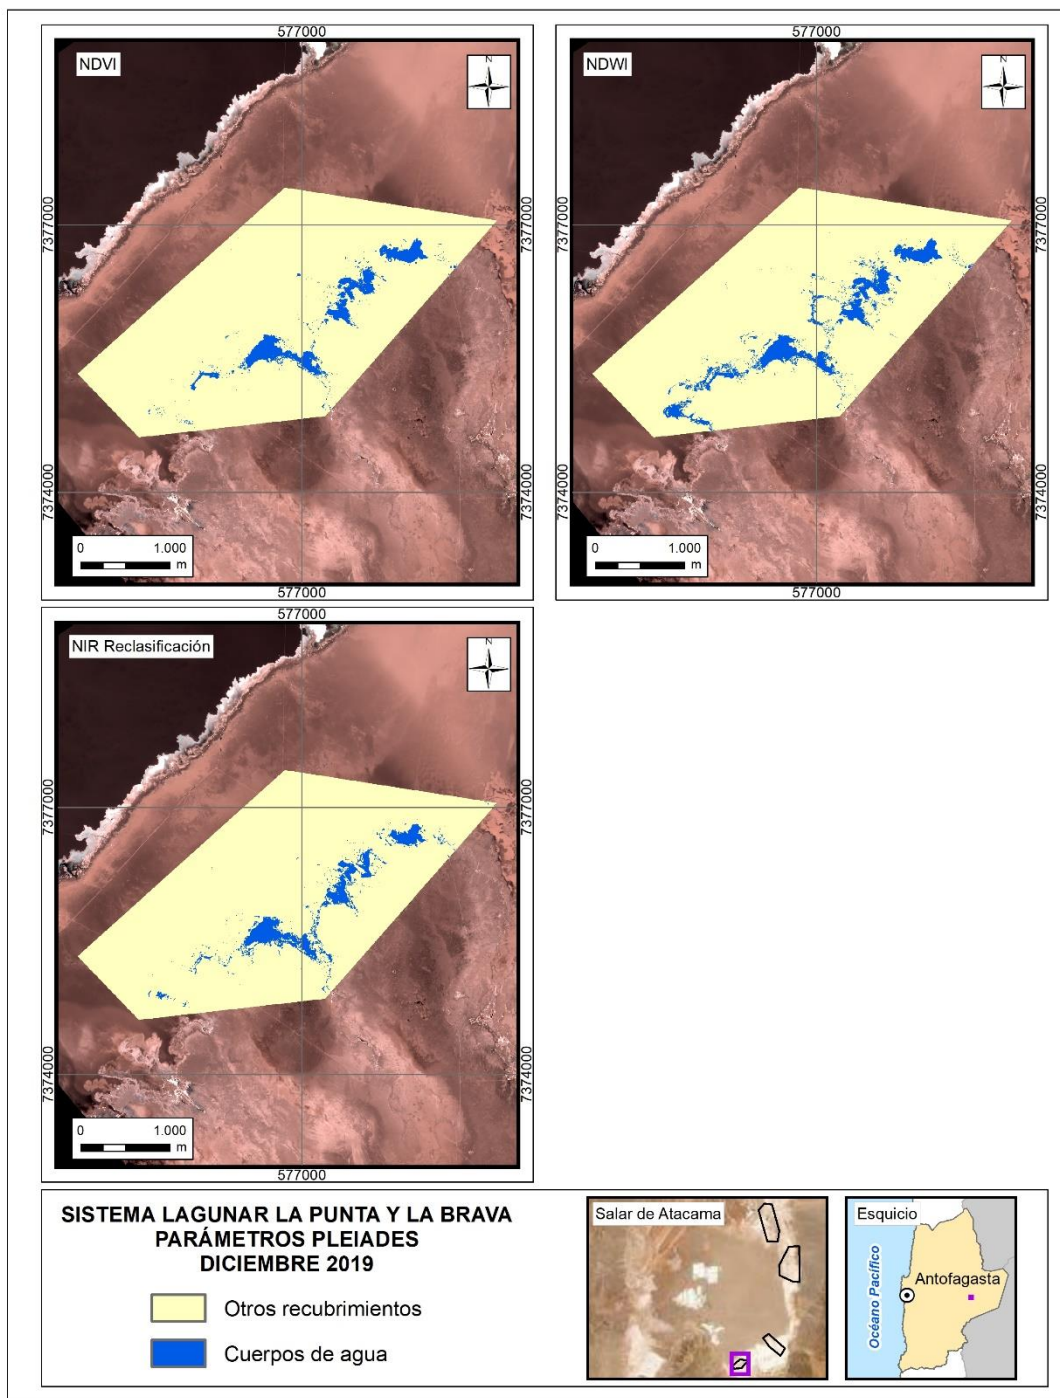 577000
577000
NDVI
N
NDWI
N
7377000
7377000
7377000
7377000
7374000
7374000
7374000
7374000
0 1.000
m
0 1.000
m
577000
577000
577000
NIR Reclasificación
N
7377000
7377000
7374000
7374000
0 1.000
m
577000
SISTEMA LAGUNAR LA PUNTA Y LA BRAVA
PARÁMETROS PLEIADES
DICIEMBRE 2019
Otros recubrimientos
Cuerpos de agua
Salar de Atacama
Esquicio
Océano Pacífico
Antofagasta